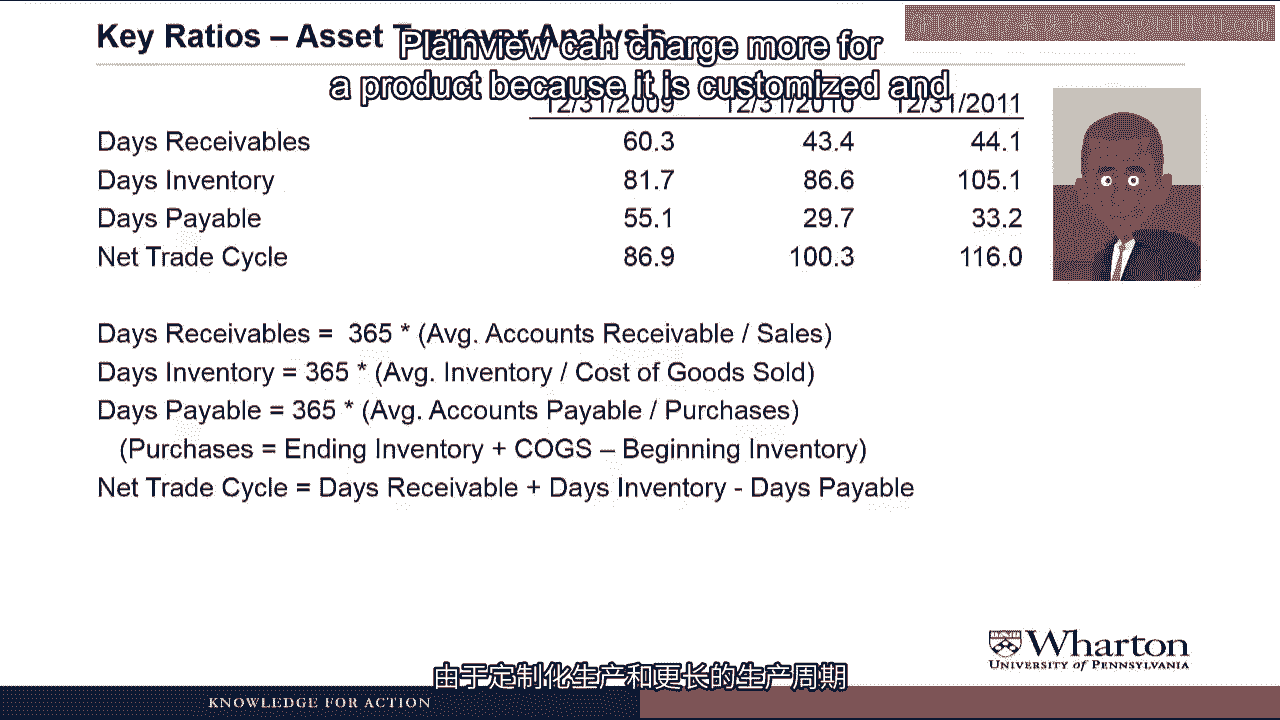 Key Ratios – Asset Turnover Analysis
Plainview can charge more for
a product because it is customized and
12/31/2009 12/31/2010 12/31/2011
Days Receivables 60.3 43.4 44.1
Days Inventory 81.7 86.6 105.1
Days Payable 55.1 29.7 33.2
Net Trade Cycle 86.9 100.3 116.0
Days Receivables = 365 * (Avg. Accounts Receivable / Sales)
Days Inventory = 365 * (Avg. Inventory / Cost of Goods Sold)
Days Payable = 365 * (Avg. Accounts Payable / Purchases)
(Purchases = Ending Inventory + COGS – Beginning Inventory)
Net Trade Cycle = Days Receivable + Days Inventory - Days Payable
Wharton
UNIVERSITY of PENNSYLVANIA
由于定制化生产和更长的生产周期
KNOWLEDGE FOR ACTION